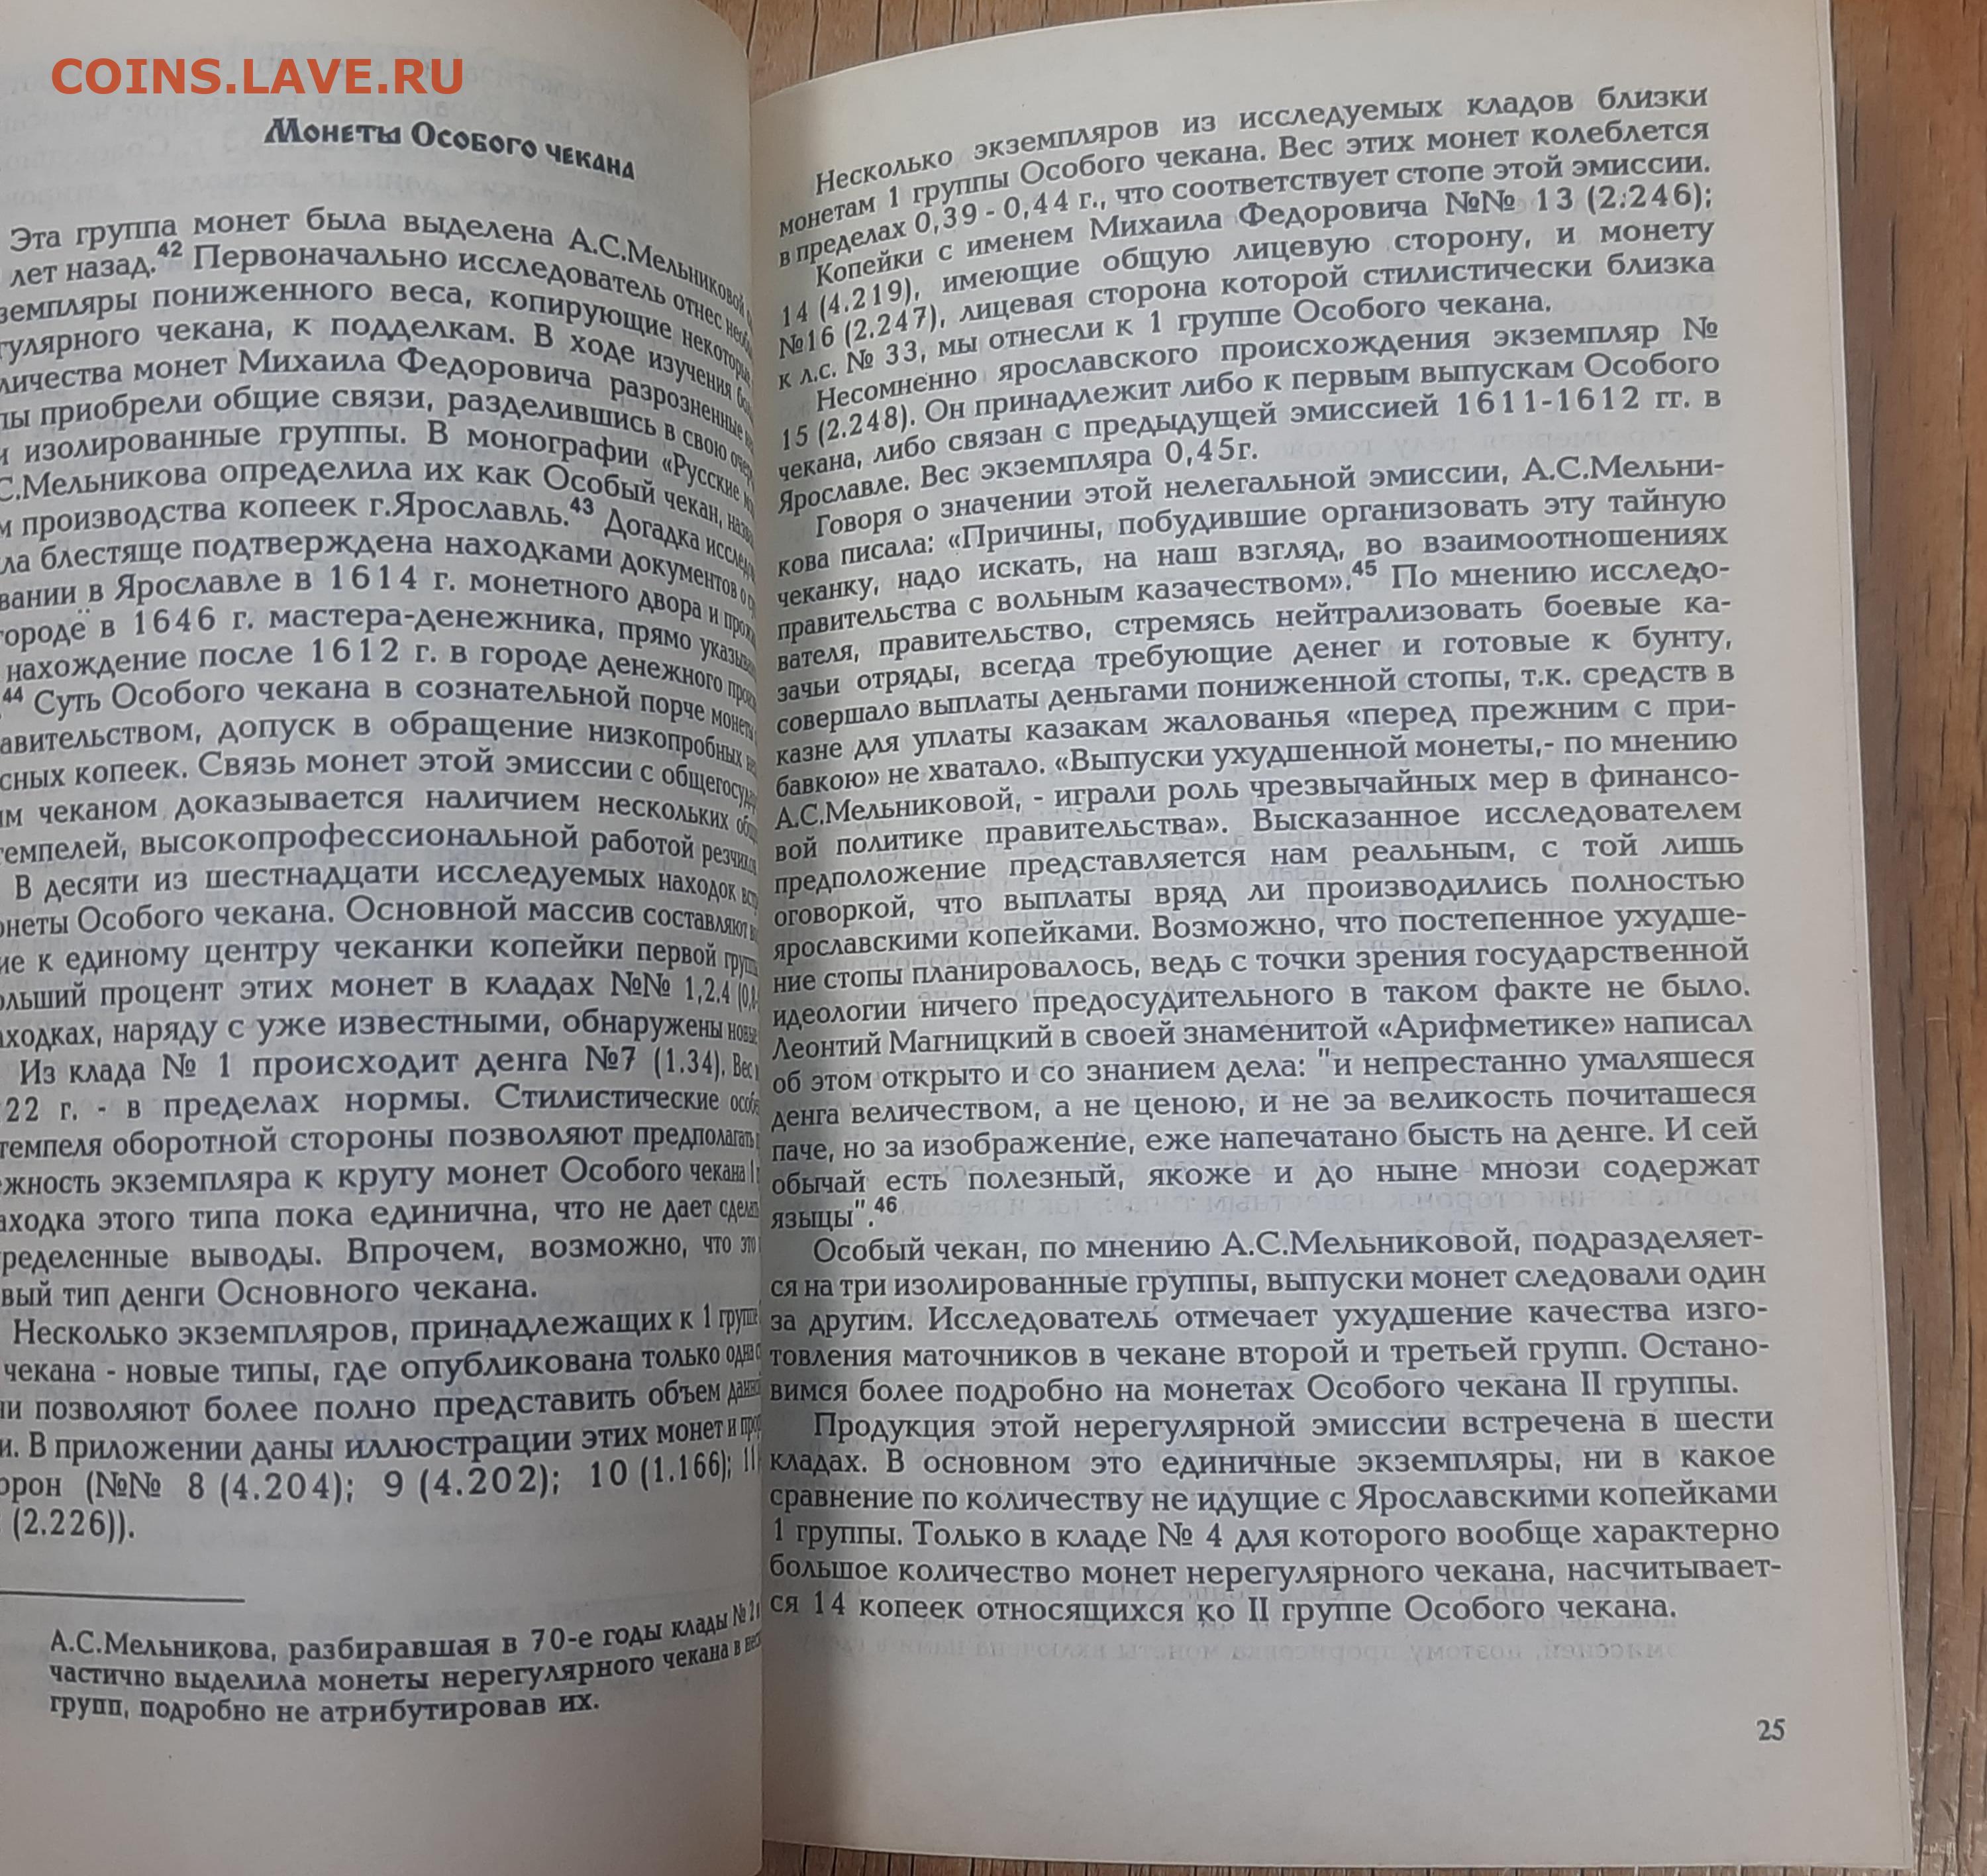 COINS.LAVE.RU
Монеты Особого чекана
Эта группа монет была выделена А.С.Мельниковой
лет назад.42 Первоначально исследователь отнес
пониженного веса, копирующие
чекана, к подделкам. В ходе изучения
монет Михаила Федоровича разрозненные
приобрели общие связи, разделившись в свою
и изолированные группы. В монографии «Русские
С.Мельникова определила их как Особый чекан,
производства копеек г.Ярославль.43 Догадка
блестяще подтверждена находками документов о
в Ярославле в 1614 г. монетного двора и
в 1646 г. мастера-денежника, прямо
нахождение после 1612 г. в городе денежного
44 Суть Особого чекана в сознательной порче монеты
допуск в обращение низкопробных
копеек. Связь монет этой эмиссии с
чеканом доказывается наличием нескольких
высокопрофессиональной работой
В десяти из шестнадцати исследуемых находок
Особого чекана. Основной массив составляют
к единому центру чеканки копейки первой
процент этих монет в кладах №№ 1,2,4
наряду с уже известными, обнаружены
Из клада № 1 происходит денга №7 (1.34). Вес
22 г. - в пределах нормы. Стилистические
оборотной стороны позволяют предполагать
экземпляра к кругу монет Особого чекана
этого типа пока единична, что не дает
выводы. Впрочем, возможно, что
тип денги Основного чекана.
Несколько экземпляров, принадлежащих к 1
чекана - новые типы, где опубликована только
позволяют более полно представить объем
В приложении даны иллюстрации этих монет и
(№№ 8 (4.204); 9 (4.202); 10 (1.166);
(2.226)).
А.С.Мельникова, разбиравшая в 70-е годы клады № 2
частично выделила монеты нерегулярного чекана в
групп, подробно не атрибутировав их.
Несколько экземпляров из исследуемых кладов близки
монетам 1 группы Особого чекана. Вес этих монет колеблется
в пределах 0,39 - 0,44 г., что соответствует стопе этой эмиссии.
Копейки с именем Михаила Федоровича №№ 13 (2.246);
14 (4.219), имеющие общую лицевую сторону, и монету
№16 (2.247), лицевая сторона которой стилистически близка
к л.с. № 33, мы отнесли к 1 группе Особого чекана.
Несомненно ярославского происхождения экземпляр №
15 (2.248). Он принадлежит либо к первым выпускам Особого
чекана, либо связан с предыдущей эмиссией 1611-1612 гг. в
Ярославле. Вес экземпляра 0,45г.
Говоря о значении этой нелегальной эмиссии, А.С.Мельни-
кова писала: «Причины, побудившие организовать эту тайную
чеканку, надо искать, на наш взгляд, во взаимоотношениях
правительства с вольным казачеством».45 По мнению исследо-
вателя, правительство, стремясь нейтрализовать боевые ка-
зачьи отряды, всегда требующие денег и готовые к бунту,
совершало выплаты деньгами пониженной стопы, т.к. средств в
казне для уплаты казакам жалованья «перед прежним с при-
бавкою» не хватало. «Выпуски ухудшенной монеты,- по мнению
А.С.Мельниковой, - играли роль чрезвычайных мер в финансо-
вой политике правительства». Высказанное исследователем
предположение представляется нам реальным, с той лишь
оговоркой, что выплаты вряд ли производились полностью
ярославскими копейками. Возможно, что постепенное ухудше-
ние стопы планировалось, ведь с точки зрения государственной
идеологии ничего предосудительного в таком факте не было.
Леонтий Магницкий в своей знаменитой «Арифметике» написал
об этом открыто и со знанием дела: "и непрестанно умаляшеся
денга величеством, а не ценою, и не за великость почиташеся
паче, но за изображение, еже напечатано бысть на денге. И сей
обычай есть полезный, якоже и до ныне мнози содержат
языцы".46
Особый чекан, по мнению А.С.Мельниковой, подразделяет-
ся на три изолированные группы, выпуски монет следовали один
за другим. Исследователь отмечает ухудшение качества изго-
товления маточников в чекане второй и третьей групп. Остано-
вимся более подробно на монетах Особого чекана II группы.
Продукция этой нерегулярной эмиссии встречена в шести
кладах. В основном это единичные экземпляры, ни в какое
сравнение по количеству не идущие с Ярославскими копейками
1 группы. Только в кладе № 4 для которого вообще характерно
большое количество монет нерегулярного чекана, насчитывает-
ся 14 копеек относящихся ко II группе Особого чекана.
25